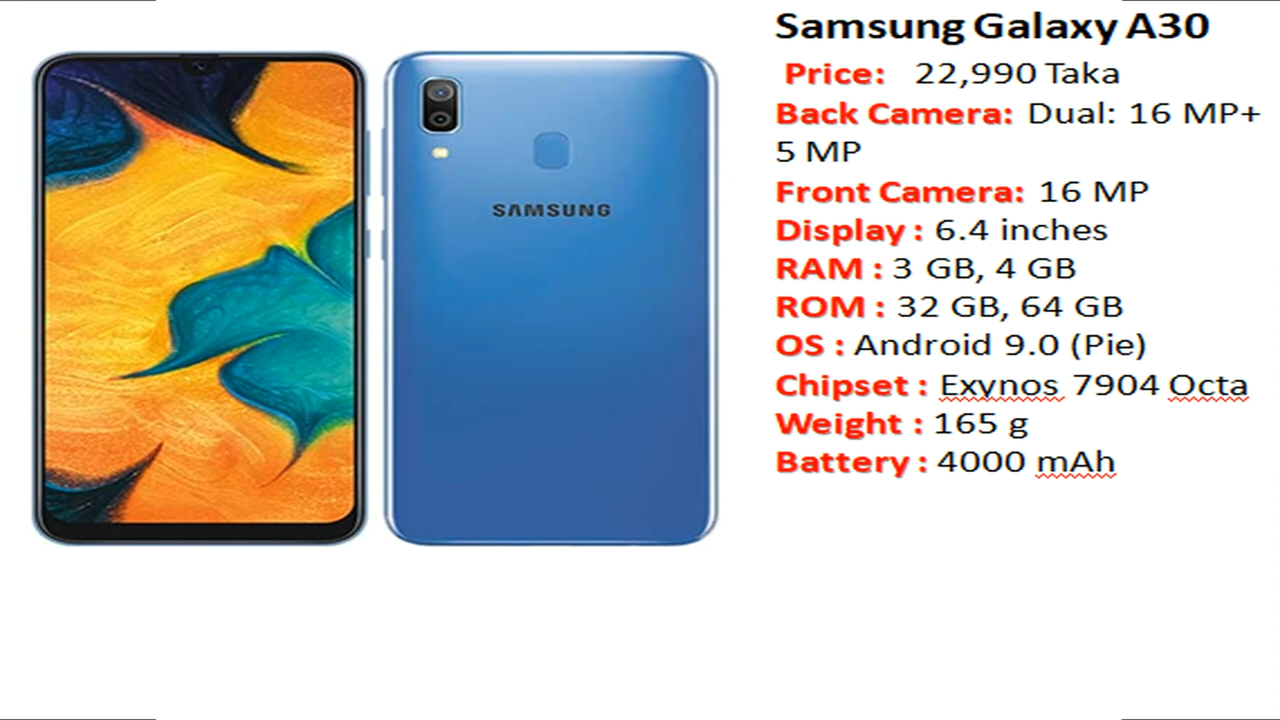 Samsung Galaxy A30
Price: 22,990 Taka
Back Camera: Dual: 16 MP+
5 MP
Front Camera: 16 MP
Display : 6.4 inches
RAM : 3 GB, 4 GB
ROM : 32 GB, 64 GB
OS : Android 9.0 (Pie)
Chipset : Exynos 7904 Octa
Weight : 165 g
Battery : 4000 mAh
SAMSUNG